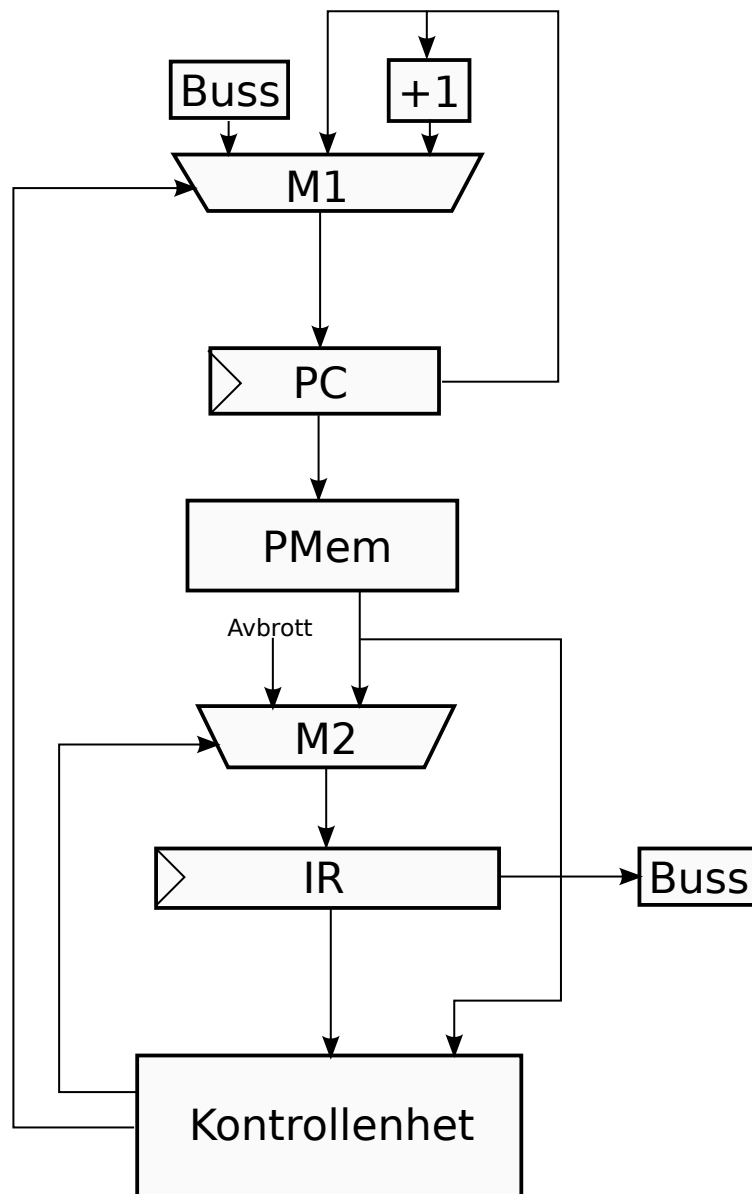 Buss
+1
M1
PC
PMem
Avbrott
M2
IR
Buss
Kontrollenhet